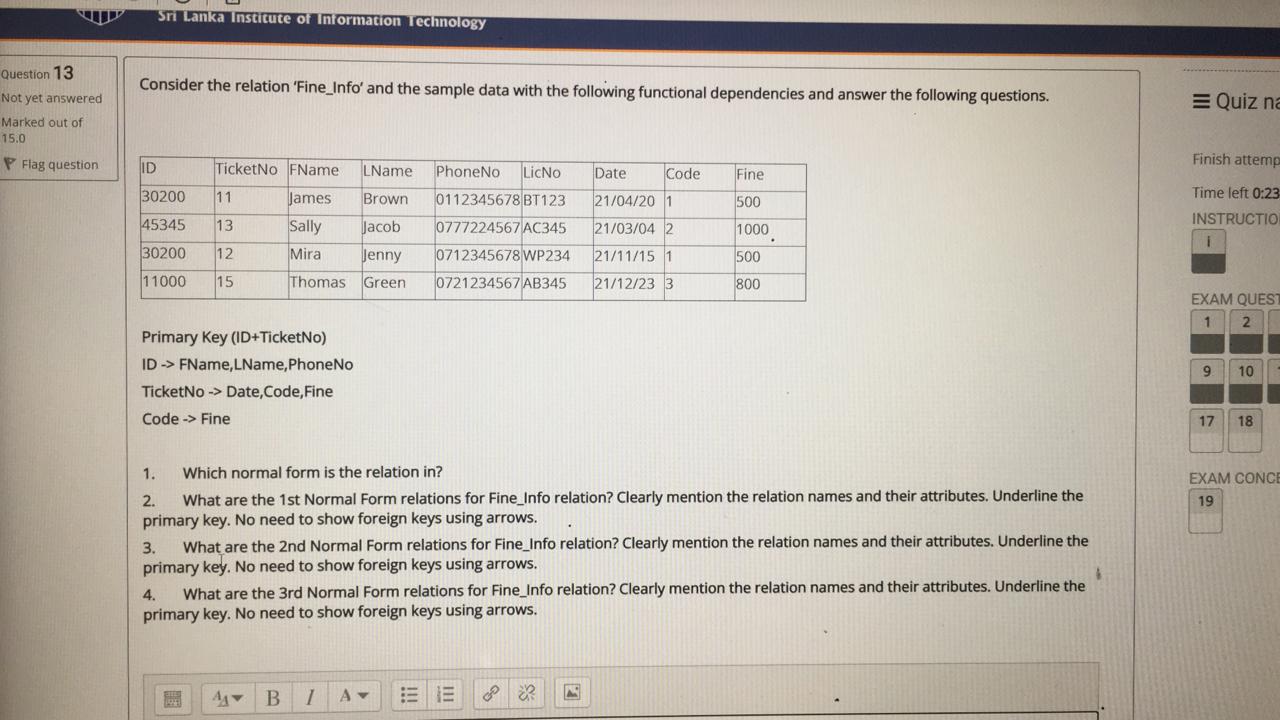 Sri Lanka Institute of Information Technology
Question 13
Not yet answered
Marked out of
15.0
Flag question
Consider the relation 'Fine_Info' and the sample data with the following functional dependencies and answer the following questions.
ID TicketNo FName LName PhoneNo LicNo Date Code Fine
30200 11 James Brown 0112345678 BT123 21/04/20 1 500
45345 13 Sally Jacob 0777224567 AC345 21/03/04 2 1000
30200 12 Mira Jenny 0712345678 WP234 21/11/15 1 500
11000 15 Thomas Green 0721234567 AB345 21/12/23 3 800
Primary Key (ID+TicketNo)
ID -> FName,LName,PhoneNo
TicketNo -> Date,Code,Fine
Code -> Fine
1. Which normal form is the relation in?
2. What are the 1st Normal Form relations for Fine_Info relation? Clearly mention the relation names and their attributes. Underline the
primary key. No need to show foreign keys using arrows.
3. What are the 2nd Normal Form relations for Fine_Info relation? Clearly mention the relation names and their attributes. Underline the
primary key. No need to show foreign keys using arrows.
4. What are the 3rd Normal Form relations for Fine_Info relation? Clearly mention the relation names and their attributes. Underline the
primary key. No need to show foreign keys using arrows.
B I A
Quiz na
Finish attemp
Time left 0:23
INSTRUCTIO
i
EXAM QUEST
1 2
9 10
17 18
EXAM CONCE
19